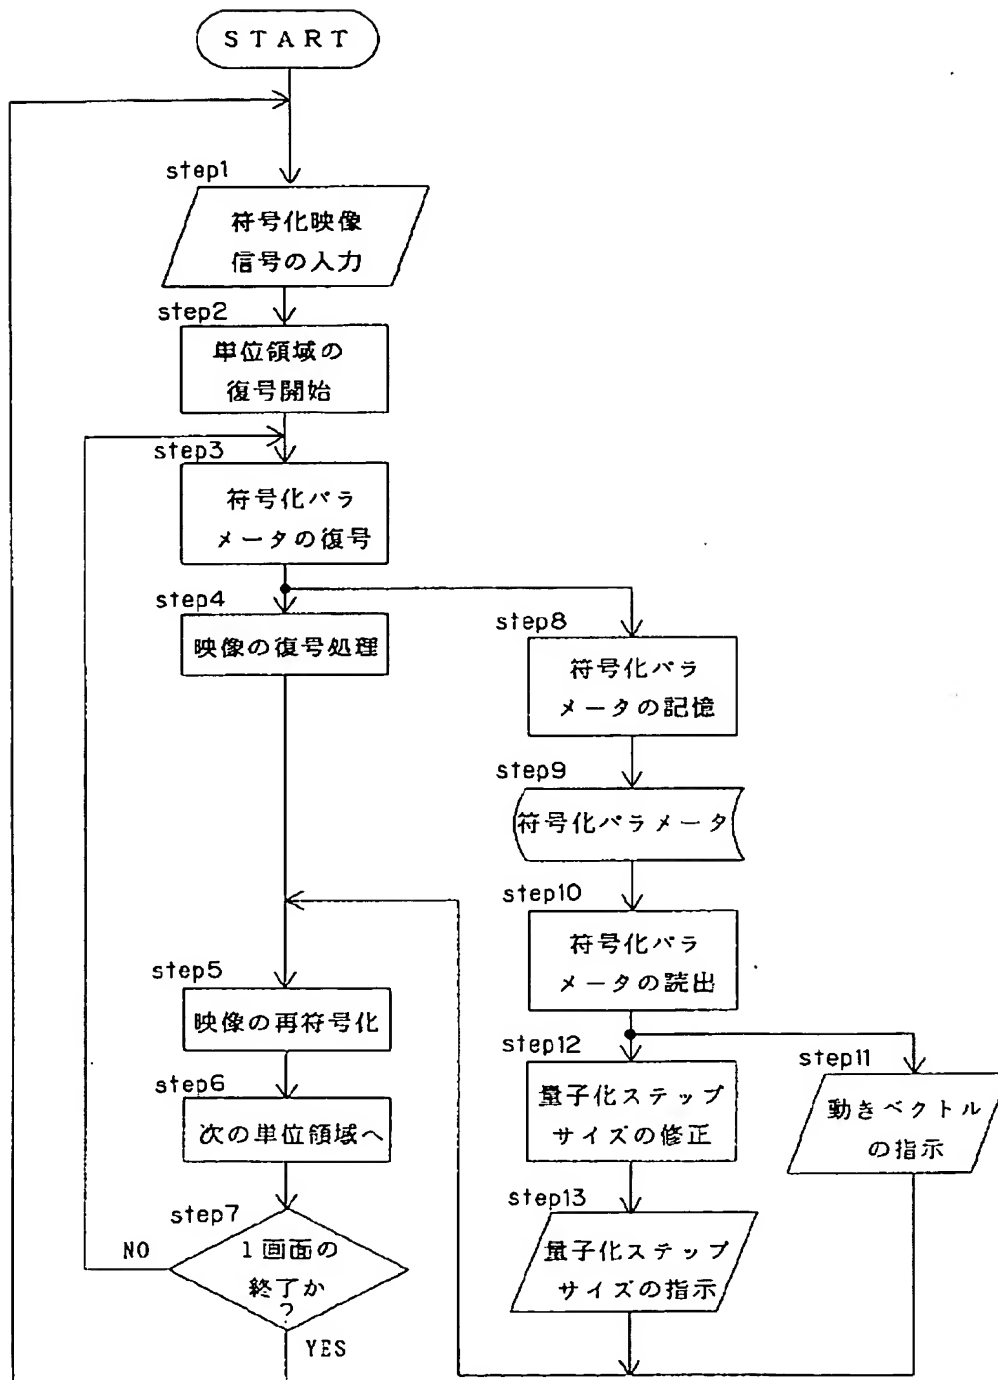 START
step1
符号化映像
信号の入力
step2
単位領域の
復号開始
step3
符号化パラ
メータの復号
step4
映像の復号処理
step8
符号化パラ
メータの記憶
step9
符号化パラメータ
step10
符号化パラ
メータの読出
step5
映像の再符号化
step12
量子化ステップ
サイズの修正
step11
動きベクトル
の指示
step6
次の単位領域へ
step13
量子化ステップ
サイズの指示
step7
1画面の
終了か
?
NO
YES